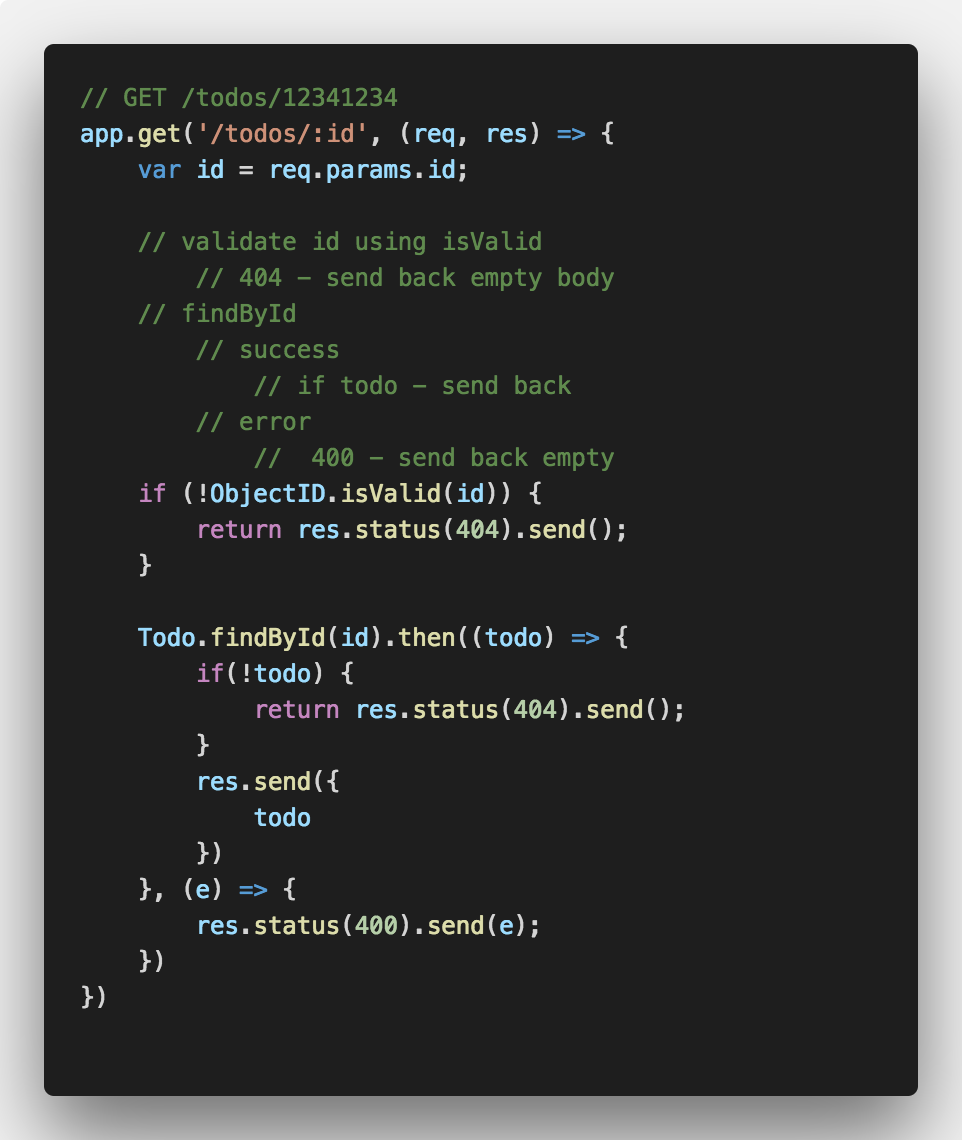 // GET /todos/12341234
app.get('/todos/:id', (req, res) => {
    var id = req.params.id;

    // validate id using isValid
        // 404 – send back empty body
    // findById
        // success
            // if todo – send back
        // error
            //  400 – send back empty
    if (!ObjectID.isValid(id)) {
        return res.status(404).send();
    }

    Todo.findById(id).then((todo) => {
        if(!todo) {
            return res.status(404).send();
        }
        res.send({
            todo
        })
    }, (e) => {
        res.status(400).send(e);
    })
})